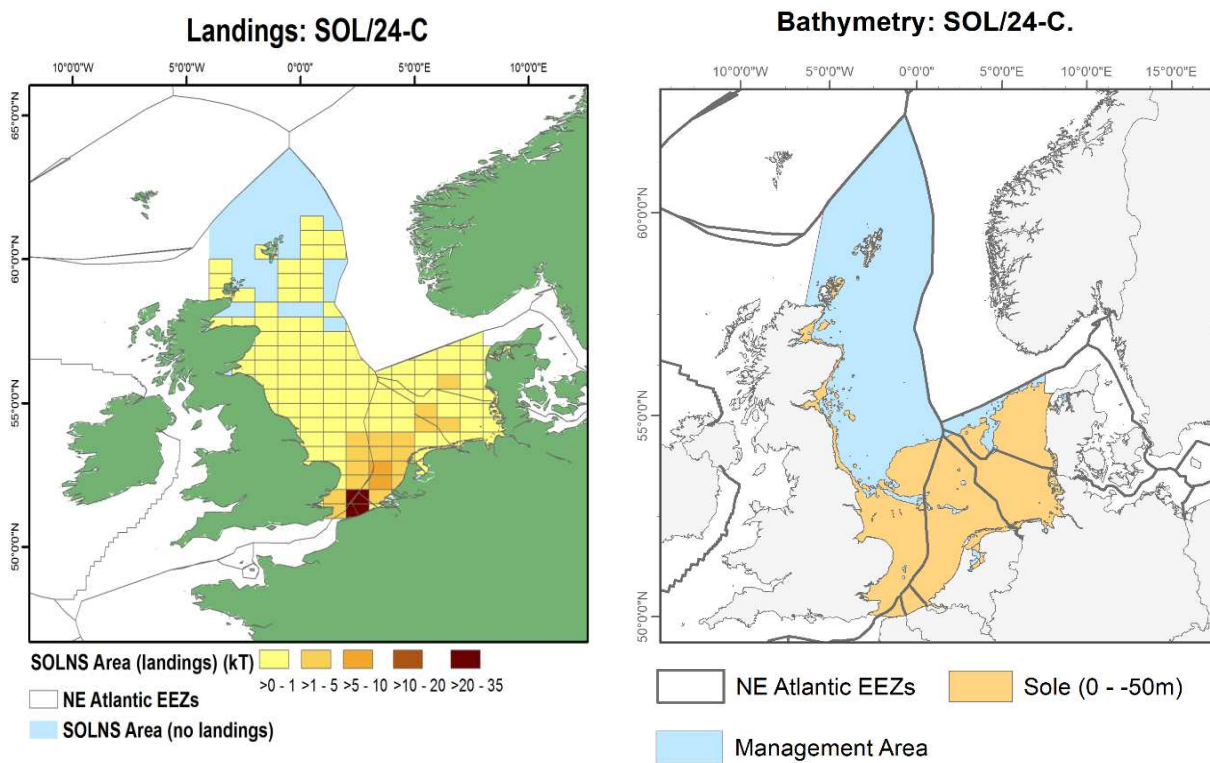 Landings: SOL/24-C
10°0'0"W 5°0'0"W 0°0'0"E 5°0'0"E 10°0'0"E
65°0'0"N
60°0'0"N
55°0'0"N
50°0'0"N
SOLNS Area (landings) (kT)
>0 - 1 >1 - 5 >5 - 10 >10 - 20 >20 - 35
NE Atlantic EEZs
SOLNS Area (no landings)
Bathymetry: SOL/24-C.
10°0'0"W 5°0'0"W 0°0'0"E 5°0'0"E 10°0'0"E 15°0'0"E
60°0'0"N
55°0'0"N
50°0'0"N
NE Atlantic EEZs
Sole (0 - -50m)
Management Area